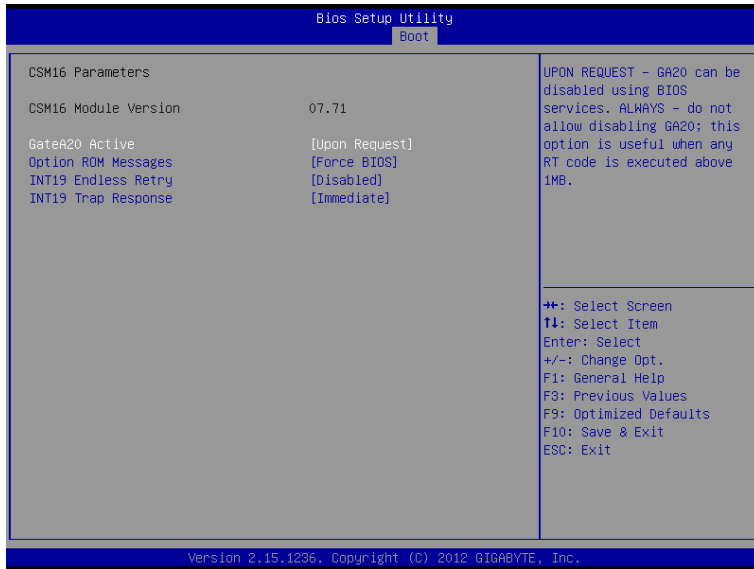 Bios Setup Utility
Boot
CSM16 Parameters
CSM16 Module Version 07.71
GateA20 Active [Upon Request]
Option ROM Messages [Force BIOS]
INT19 Endless Retry [Disabled]
INT19 Trap Response [Immediate]
UPON REQUEST - GA20 can be
disabled using BIOS
services. ALWAYS - do not
allow disabling GA20; this
option is useful when any
RT code is executed above
1MB.
→←: Select Screen
↑↓: Select Item
Enter: Select
+/-: Change Opt.
F1: General Help
F3: Previous Values
F9: Optimized Defaults
F10: Save & Exit
ESC: Exit
Version 2.15.1236. Copyright (C) 2012 GIGABYTE, Inc.